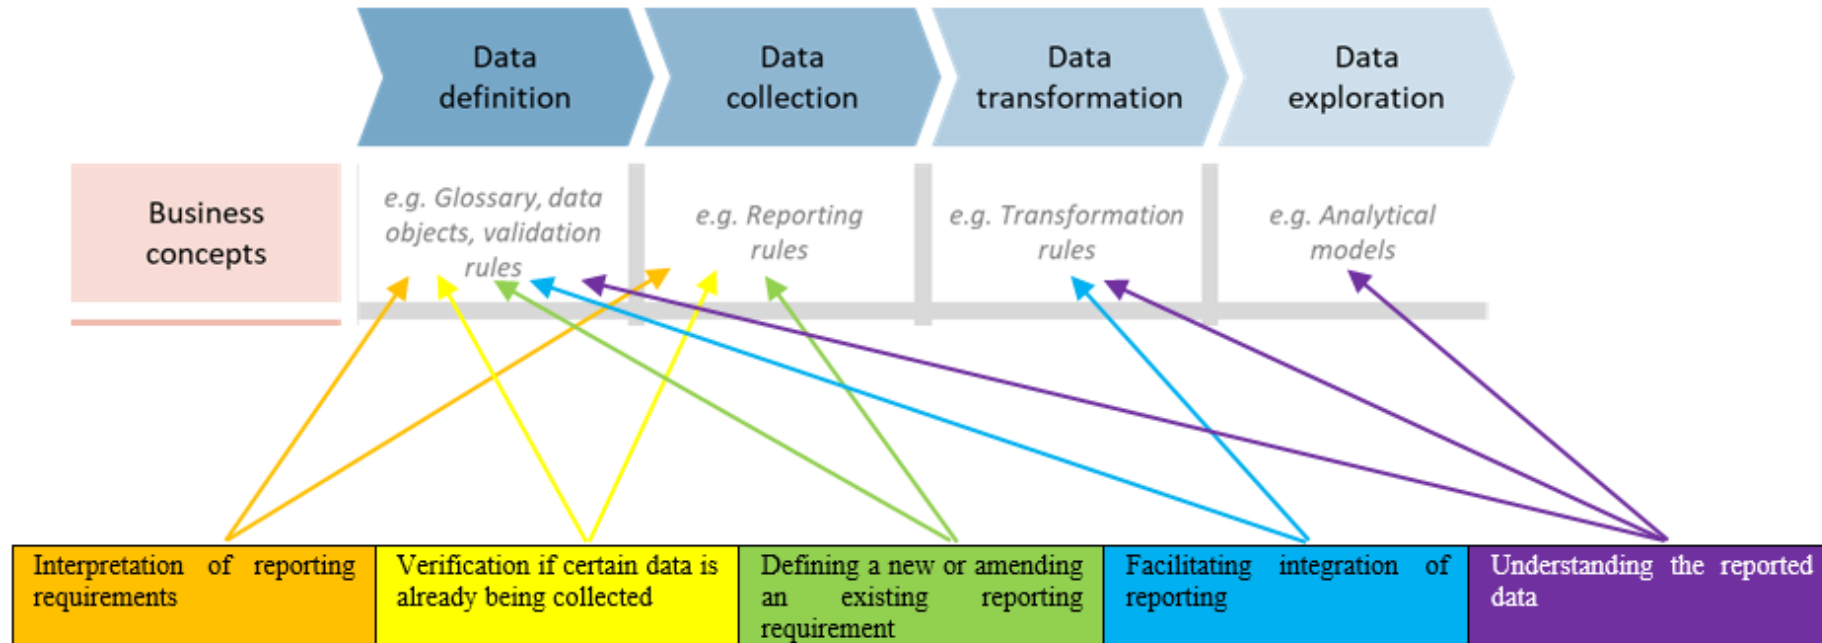 Data
definition
Data
collection
Data
transformation
Data
exploration
Business
concepts
e.g. Glossary, data
objects, validation
rules
e.g. Reporting
rules
e.g. Transformation
rules
e.g. Analytical
models
Interpretation of reporting
requirements
Verification if certain data is
already being collected
Defining a new or amending
an existing reporting
requirement
Facilitating integration of
reporting
Understanding the reported
data